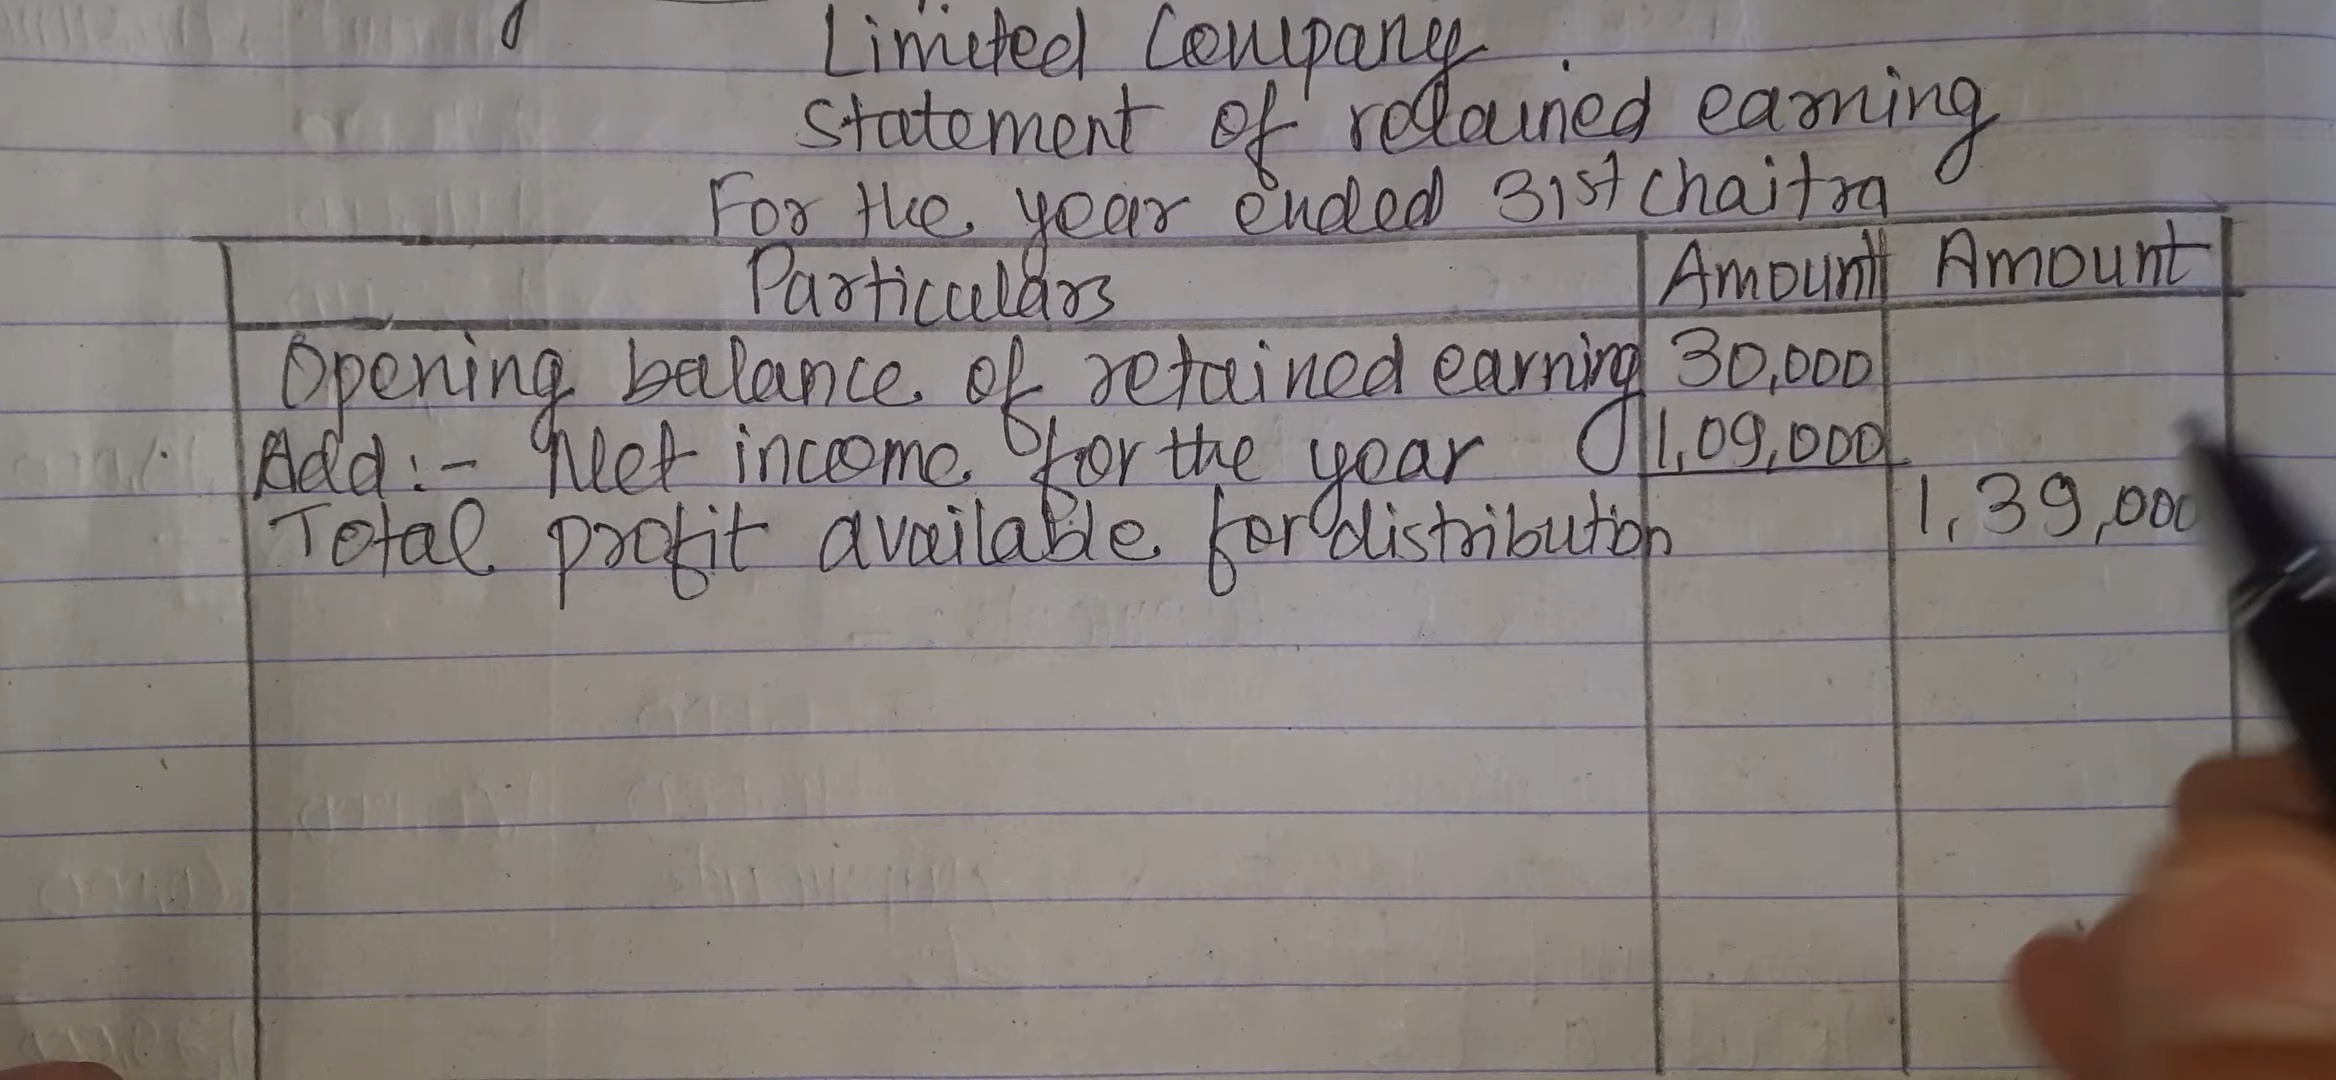 Limited Company
Statement of retained earning
For the year ended 31st chaitra
Particulars Amount Amount
Opening balance of retained earning 30,000
Add:- Net income for the year 1,09,000
Total profit available for distribution 1,39,000